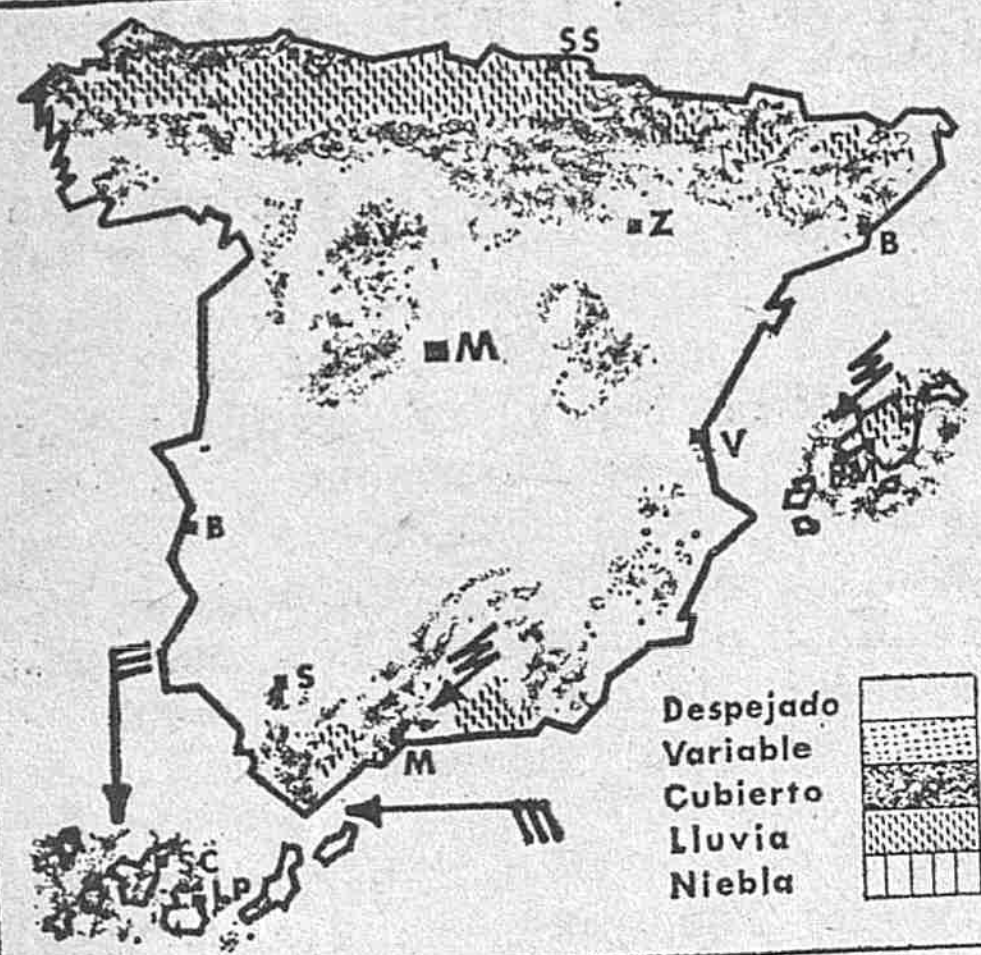 SS
Z
B
M
V
B
S
M
SC
LP
Despejado
Variable
Cubierto
Lluvia
Niebla